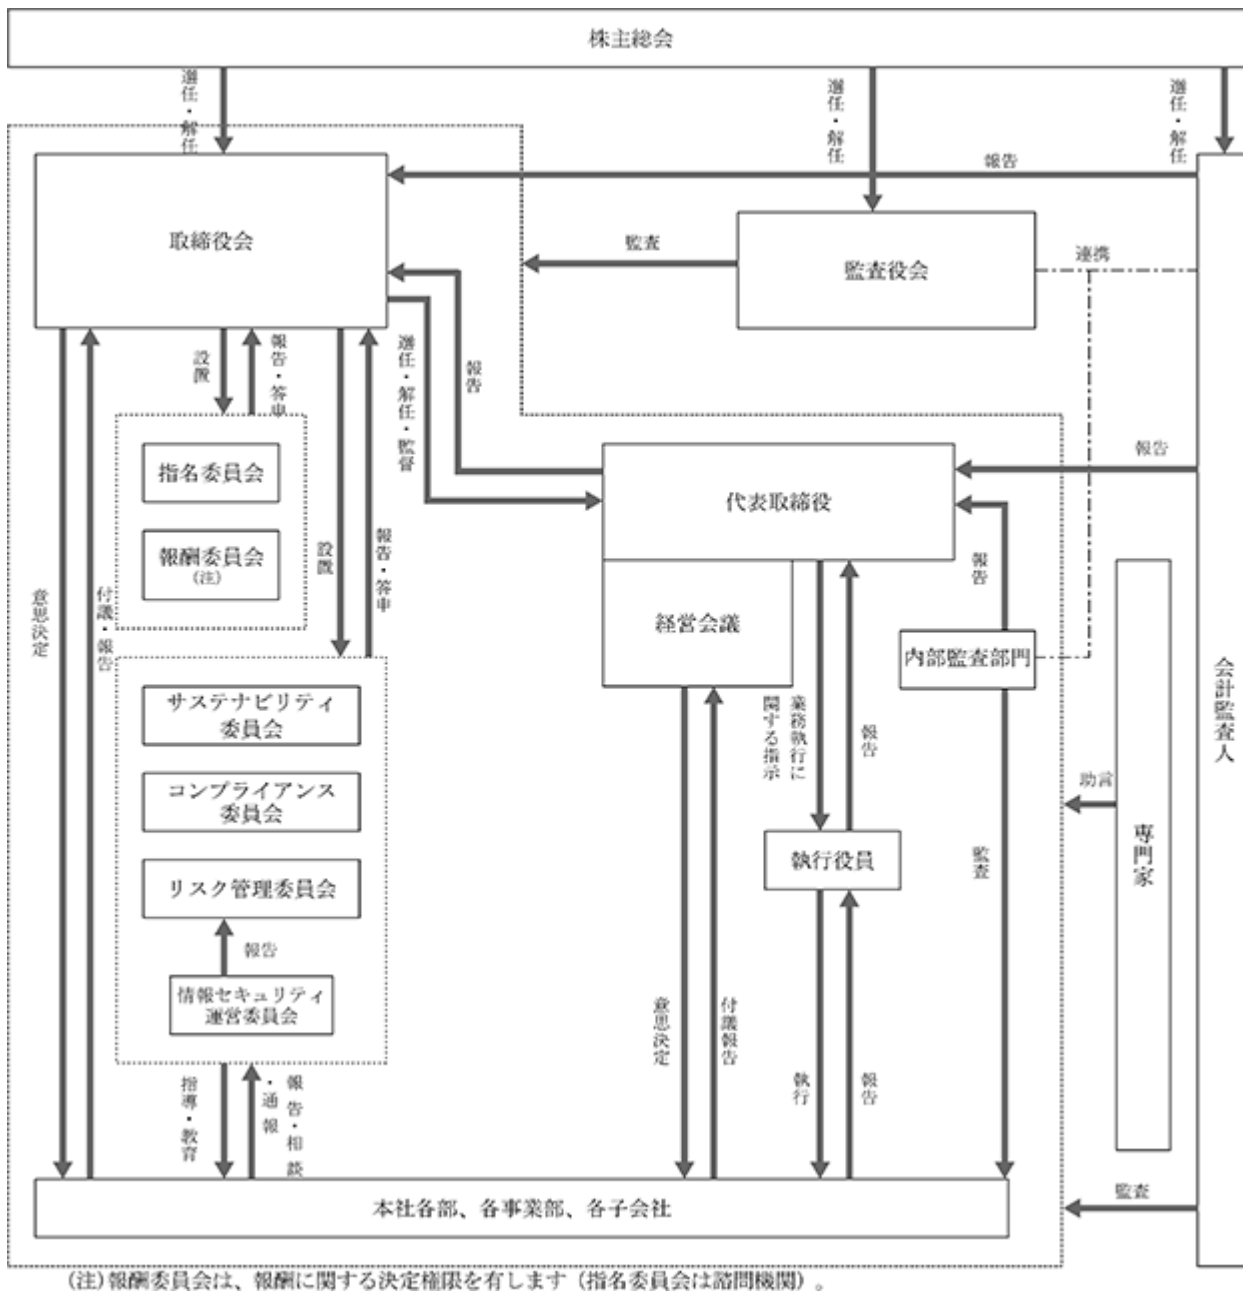 株主総会
選任・解任
選任・解任
選任・解任
報告
取締役会
監査
監査役会
連携
設置
報告・答申
選任・解任・監督
報告
指名委員会
報酬委員会
(注)
代表取締役
報告
経営会議
報告
内部監査部門
設置
報告・答申
意思決定
付議・報告
サステナビリティ
委員会
コンプライアンス
委員会
リスク管理委員会
報告
情報セキュリティ
運営委員会
業務執行に
関する指示
報告
執行役員
監査
助言
専門家
会計監査人
指導・教育
報告・相談
・通報
意思決定
付議報告
執行
報告
監査
本社各部、各事業部、各子会社
(注)報酬委員会は、報酬に関する決定権限を有します（指名委員会は諮問機関）。